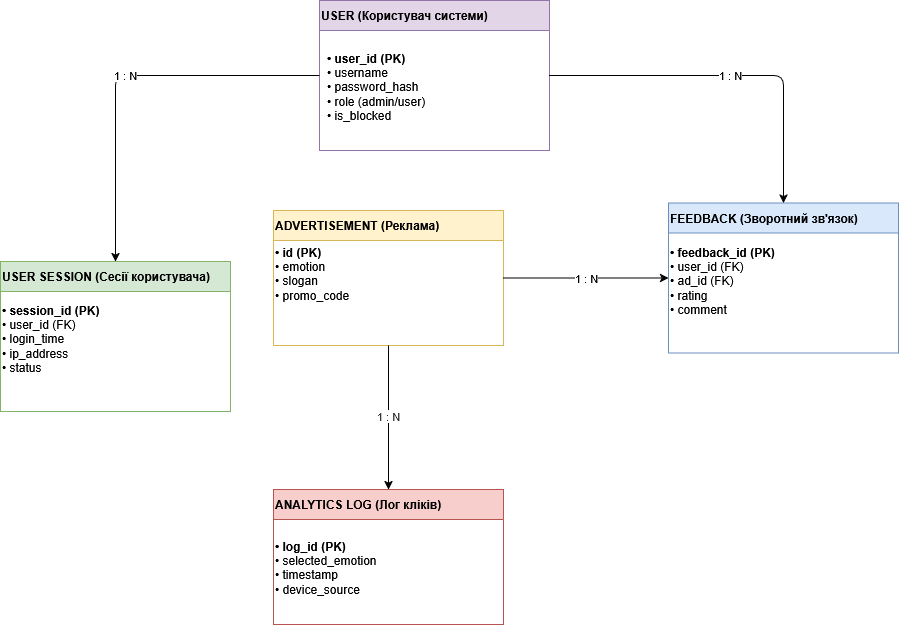 USER (Користувач системи)
• user_id (PK)
• username
• password_hash
• role (admin/user)
• is_blocked
1 : N
1 : N
USER SESSION (Сесії користувача)
• session_id (PK)
• user_id (FK)
• login_time
• ip_address
• status
ADVERTISEMENT (Реклама)
• id (PK)
• emotion
• slogan
• promo_code
1 : N
FEEDBACK (Зворотний зв'язок)
• feedback_id (PK)
• user_id (FK)
• ad_id (FK)
• rating
• comment
1 : N
ANALYTICS LOG (Лог кліків)
• log_id (PK)
• selected_emotion
• timestamp
• device_source